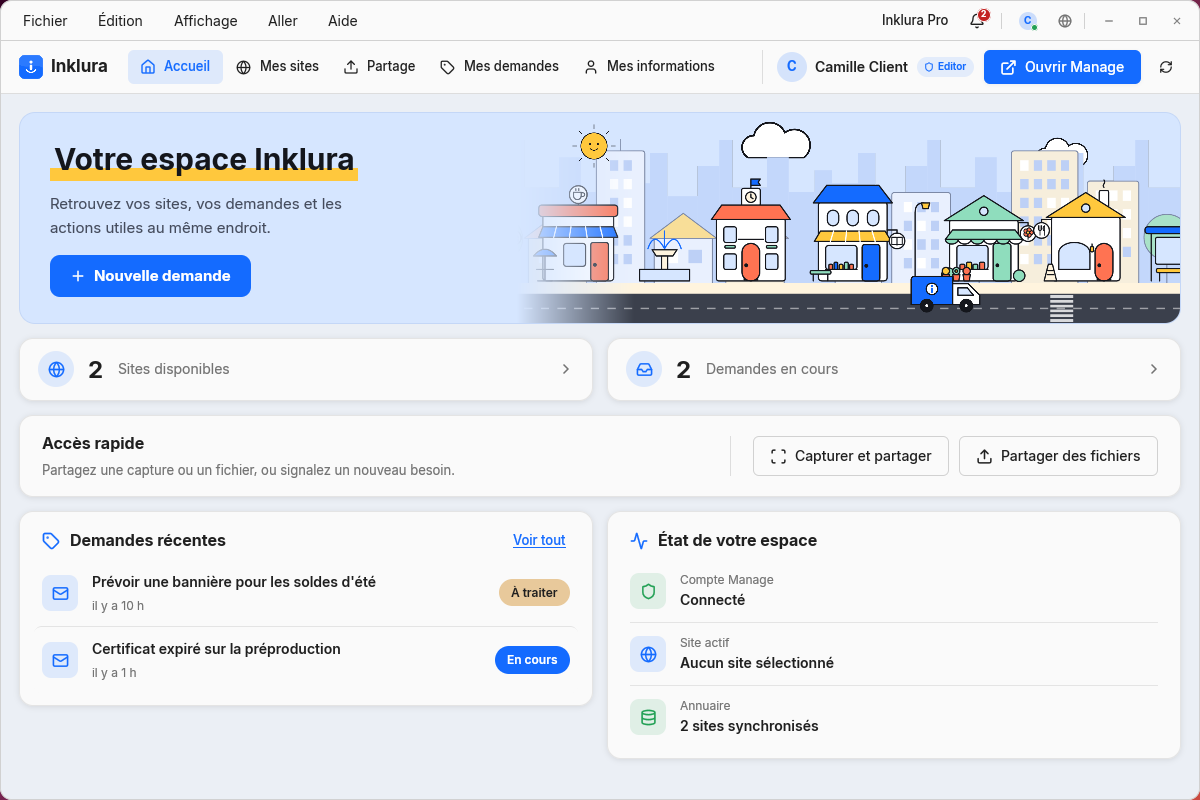 Fichier Édition Affichage Aller Aide Inklura Pro 2 C
Inklura Accueil Mes sites Partage Mes demandes Mes informations C Camille Client Editor Ouvrir Manage
Votre espace Inklura
Retrouvez vos sites, vos demandes et les
actions utiles au même endroit.
Nouvelle demande
2 Sites disponibles
2 Demandes en cours
Accès rapide
Partagez une capture ou un fichier, ou signalez un nouveau besoin.
Capturer et partager
Partager des fichiers
Demandes récentes Voir tout
Prévoir une bannière pour les soldes d'été
il y a 10 h
À traiter
Certificat expiré sur la préproduction
il y a 1 h
En cours
État de votre espace
Compte Manage
Connecté
Site actif
Aucun site sélectionné
Annuaire
2 sites synchronisés